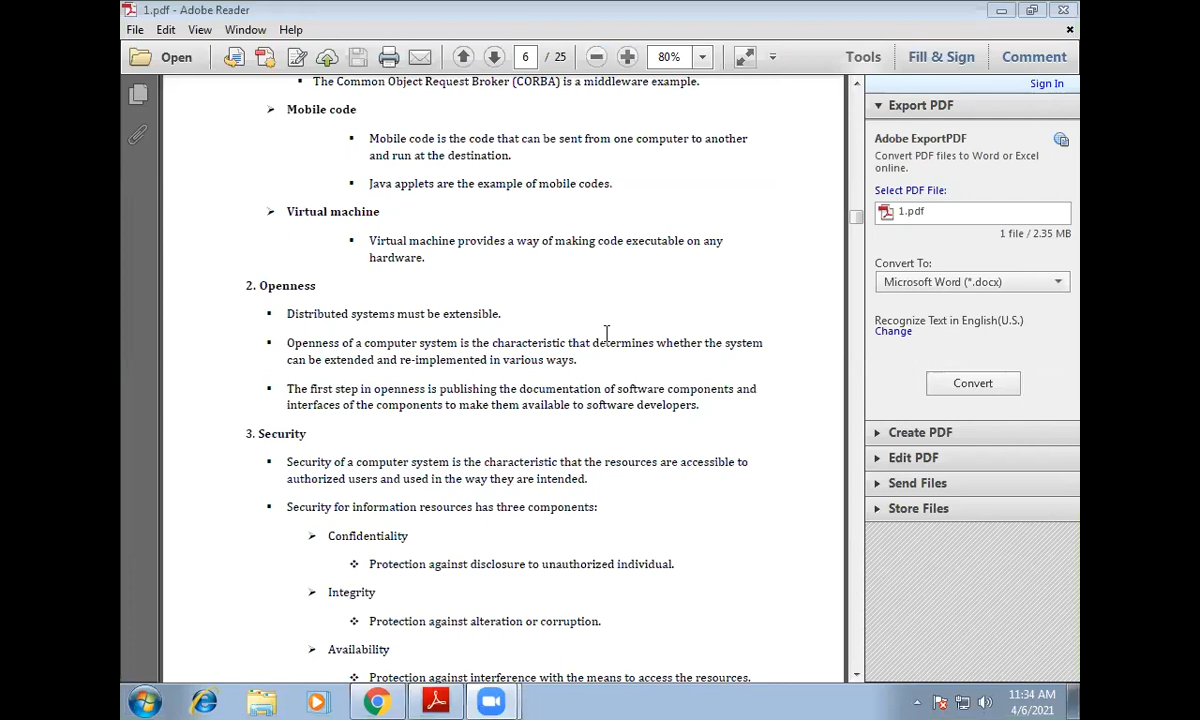 1.pdf - Adobe Reader
File Edit View Window Help
Open 6 / 25 80% Tools Fill & Sign Comment
Sign In
▪ The Common Object Request Broker (CORBA) is a middleware example.
➢ Mobile code
▪ Mobile code is the code that can be sent from one computer to another
and run at the destination.
▪ Java applets are the example of mobile codes.
➢ Virtual machine
▪ Virtual machine provides a way of making code executable on any
hardware.
2. Openness
▪ Distributed systems must be extensible.
▪ Openness of a computer system is the characteristic that determines whether the system
can be extended and re-implemented in various ways.
▪ The first step in openness is publishing the documentation of software components and
interfaces of the components to make them available to software developers.
3. Security
▪ Security of a computer system is the characteristic that the resources are accessible to
authorized users and used in the way they are intended.
▪ Security for information resources has three components:
➢ Confidentiality
❖ Protection against disclosure to unauthorized individual.
➢ Integrity
❖ Protection against alteration or corruption.
➢ Availability
❖ Protection against interference with the means to access the resources.
Export PDF
Adobe ExportPDF
Convert PDF files to Word or Excel
online.
Select PDF File:
1.pdf
1 file / 2.35 MB
Convert To:
Microsoft Word (*.docx)
Recognize Text in English(U.S.)
Change
Convert
Create PDF
Edit PDF
Send Files
Store Files
11:34 AM
4/6/2021